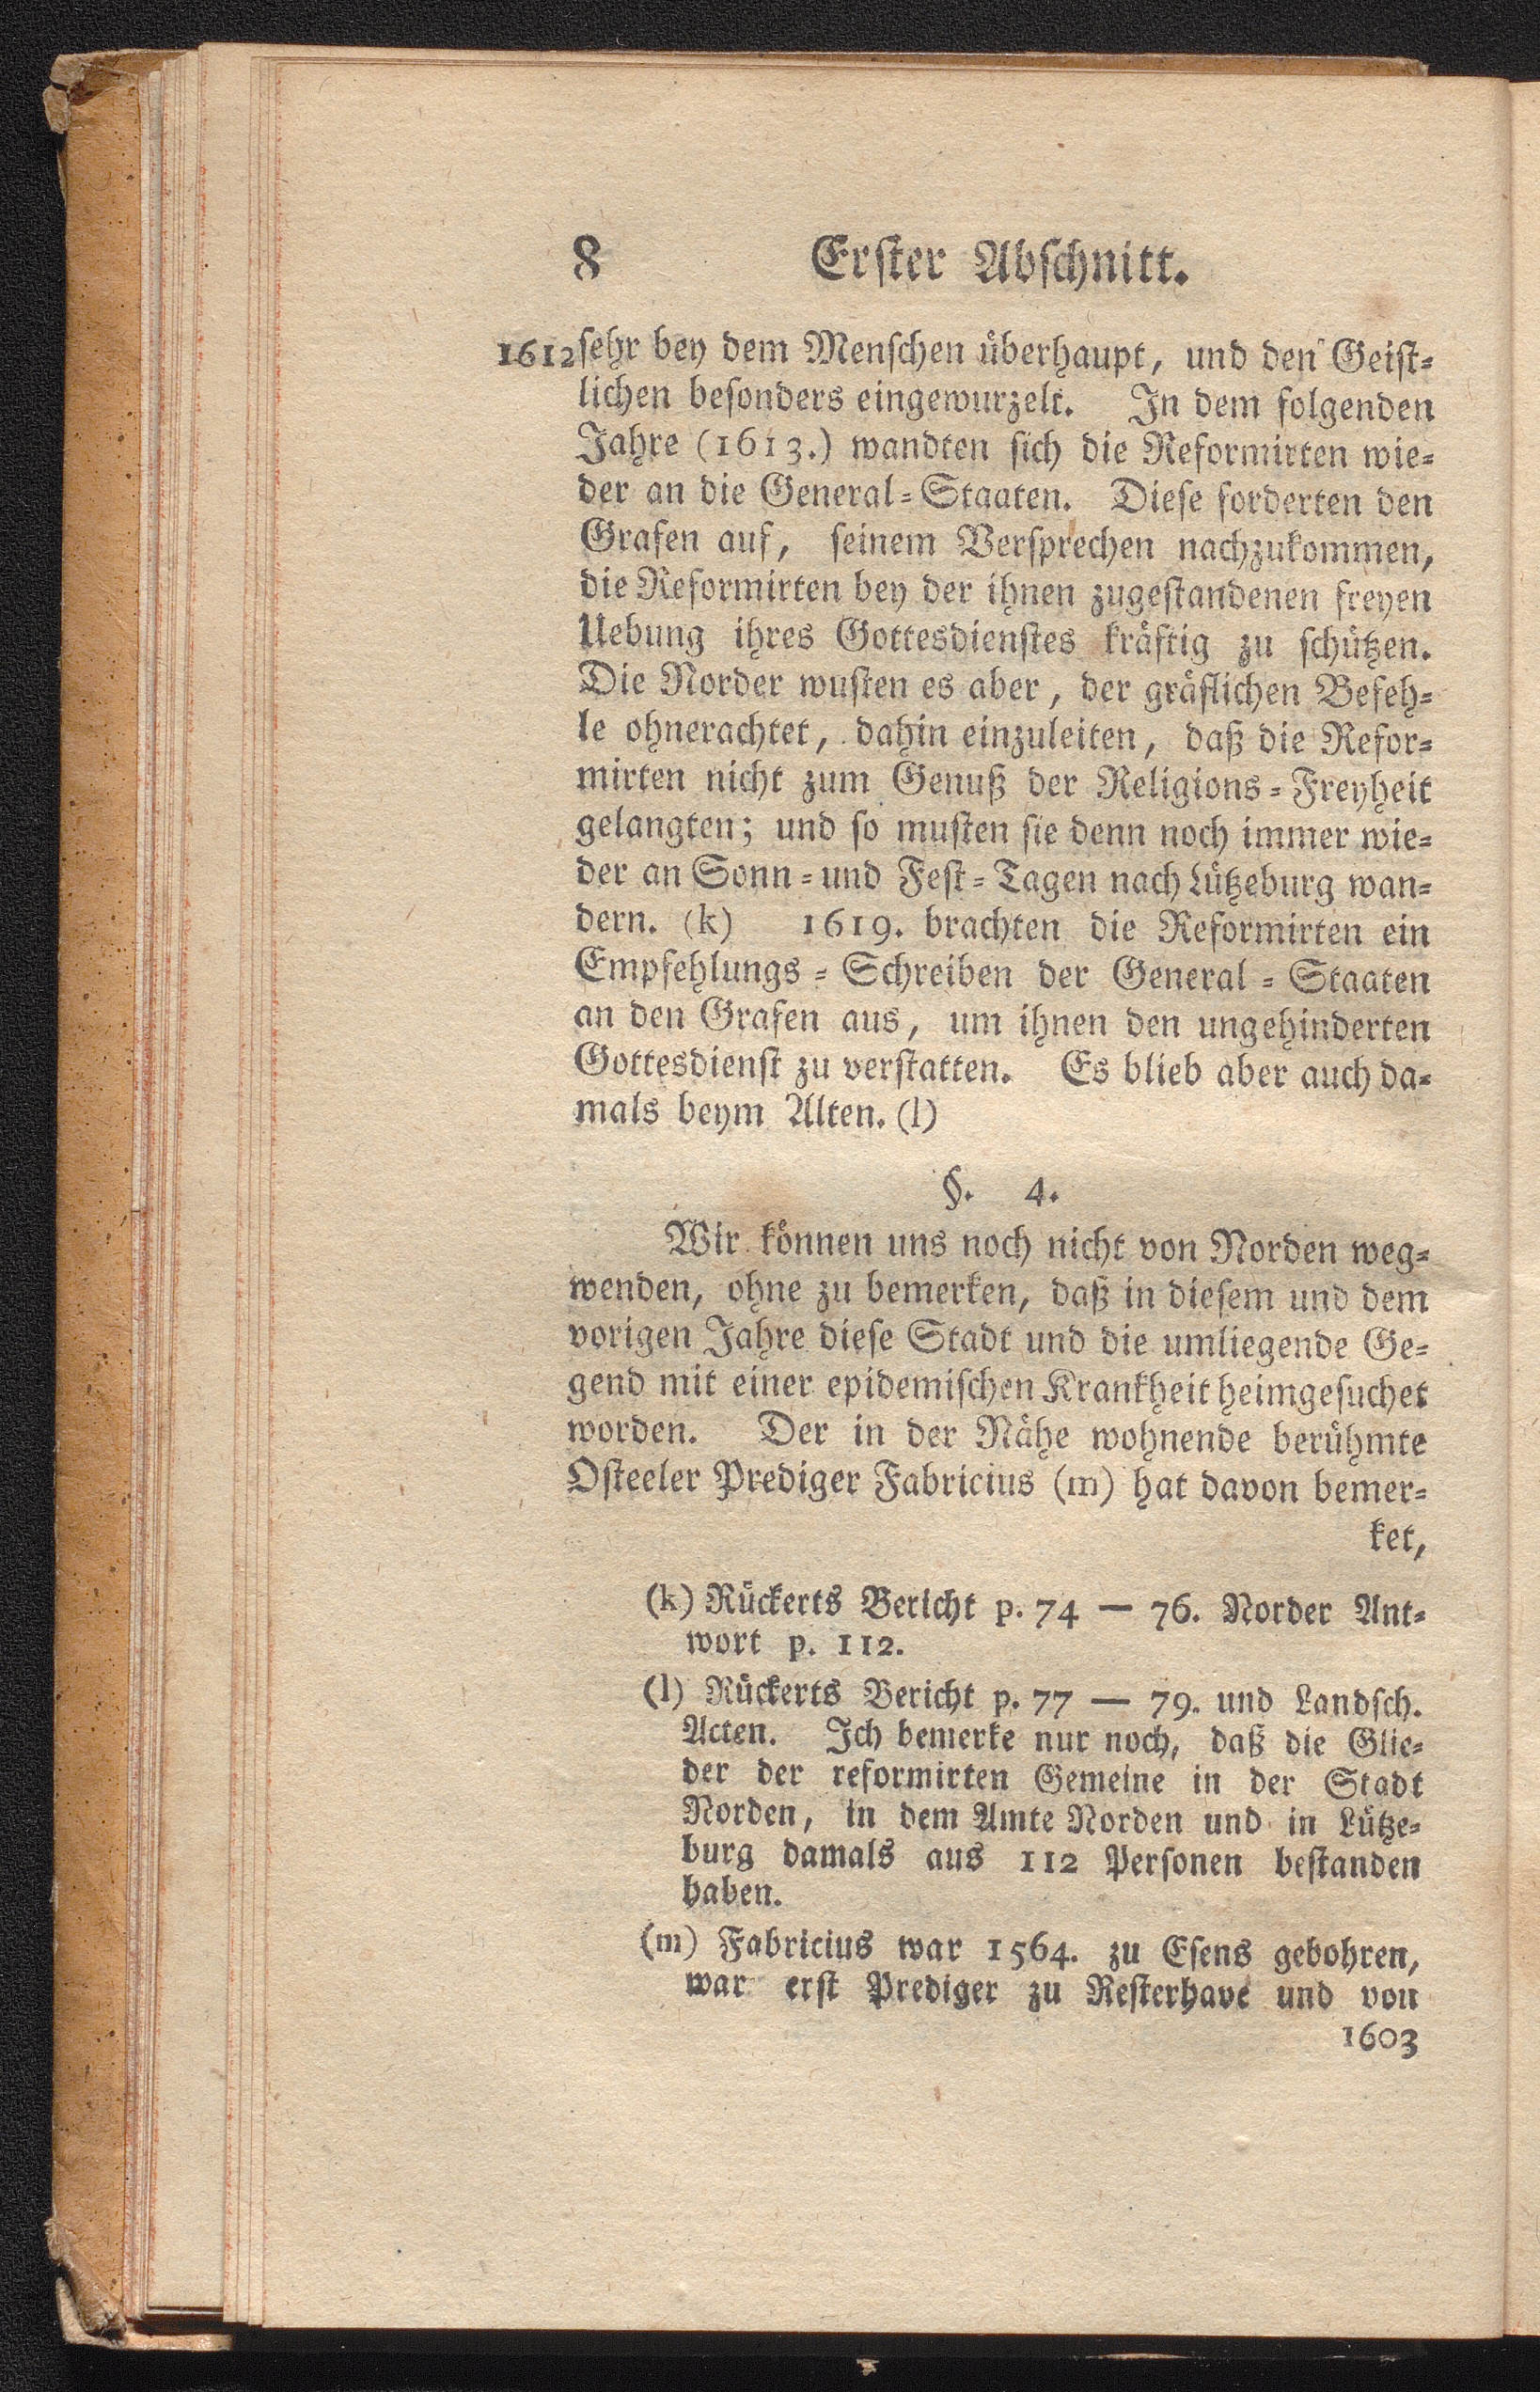 8 Erster Abschnitt.
1612 sehr bey dem Menschen überhaupt, und den Geist-
lichen besonders eingewurzelt. In dem folgenden
Jahre (1613.) wandten sich die Reformirten wie-
der an die General-Staaten. Diese forderten den
Grafen auf, seinem Versprechen nachzukommen,
die Reformirten bey der ihnen zugestandenen freyen
Uebung ihres Gottesdienstes kräftig zu schützen.
Die Norder wusten es aber, der gräflichen Befeh-
le ohnerachtet, dahin einzuleiten, daß die Refor-
mirten nicht zum Genuß der Religions-Freyheit
gelangten; und so musten sie denn noch immer wie-
der an Sonn- und Fest-Tagen nach Lützeburg wan-
dern. (k) 1619. brachten die Reformirten ein
Empfehlungs-Schreiben der General-Staaten
an den Grafen aus, um ihnen den ungehinderten
Gottesdienst zu verstatten. Es blieb aber auch da-
mals beym Alten. (l)
§. 4.
Wir können uns noch nicht von Norden weg-
wenden, ohne zu bemerken, daß in diesem und dem
vorigen Jahre diese Stadt und die umliegende Ge-
gend mit einer epidemischen Krankheit heimgesuchet
worden. Der in der Nähe wohnende berühmte
Osteeler Prediger Fabricius (m) hat davon bemer-
ket,
(k) Rückerts Bericht p. 74 — 76. Norder Ant-
wort p. 112.
(l) Rückerts Bericht p. 77 — 79. und Landsch.
Acten. Ich bemerke nur noch, daß die Glie-
der der reformirten Gemeine in der Stadt
Norden, in dem Amte Norden und in Lütze-
burg damals aus 112 Personen bestanden
haben.
(m) Fabricius war 1564. zu Esens gebohren,
war erst Prediger zu Resterhave und von
1603